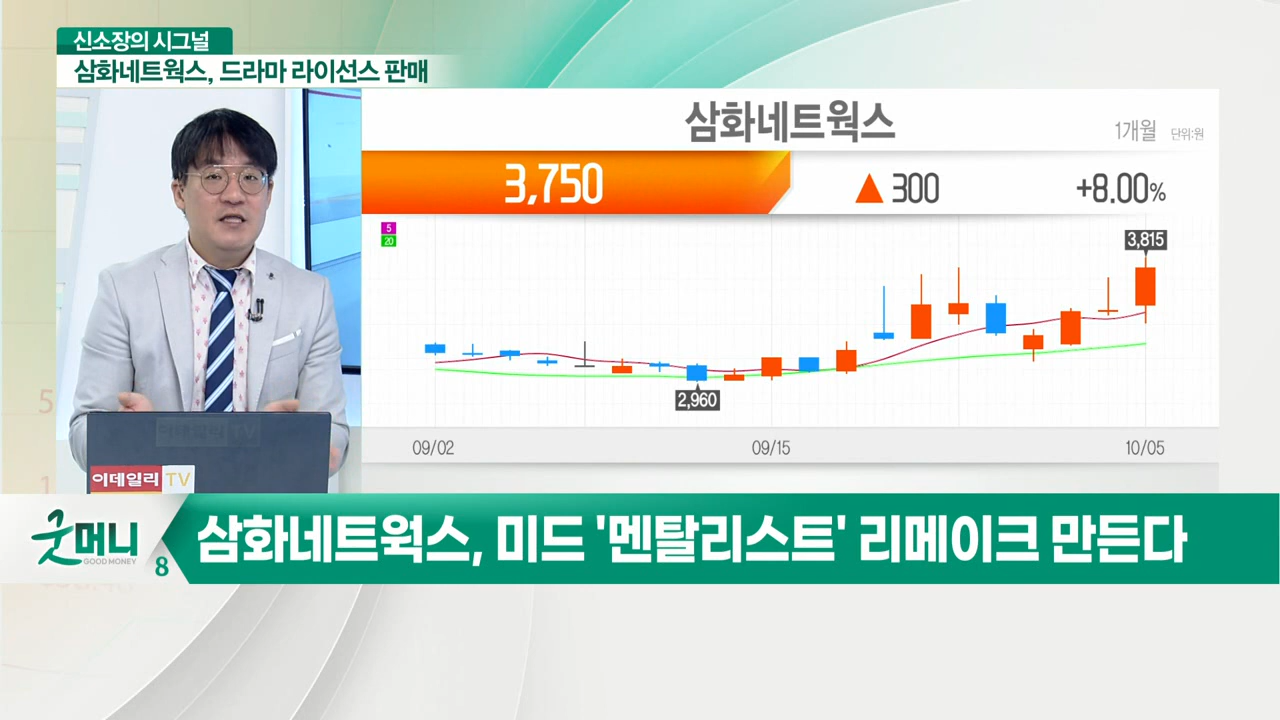 신소장의 시그널
삼화네트웍스, 드라마 라이선스 판매
삼화네트웍스
1개월 단위:원
3,750 ▲ 300 +8.00%
5
20
3,815
2,960
09/02 09/15 10/05
이데일리 TV
이데일리 TV
굿머니
GOOD MONEY
8
삼화네트웍스, 미드 '멘탈리스트' 리메이크 만든다
5
1